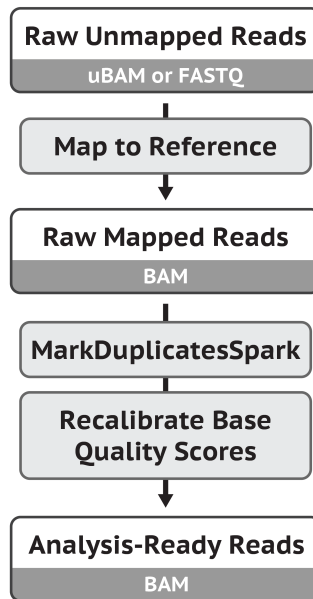 Raw Unmapped Reads
uBAM or FASTQ
Map to Reference
Raw Mapped Reads
BAM
MarkDuplicatesSpark
Recalibrate Base
Quality Scores
Analysis-Ready Reads
BAM